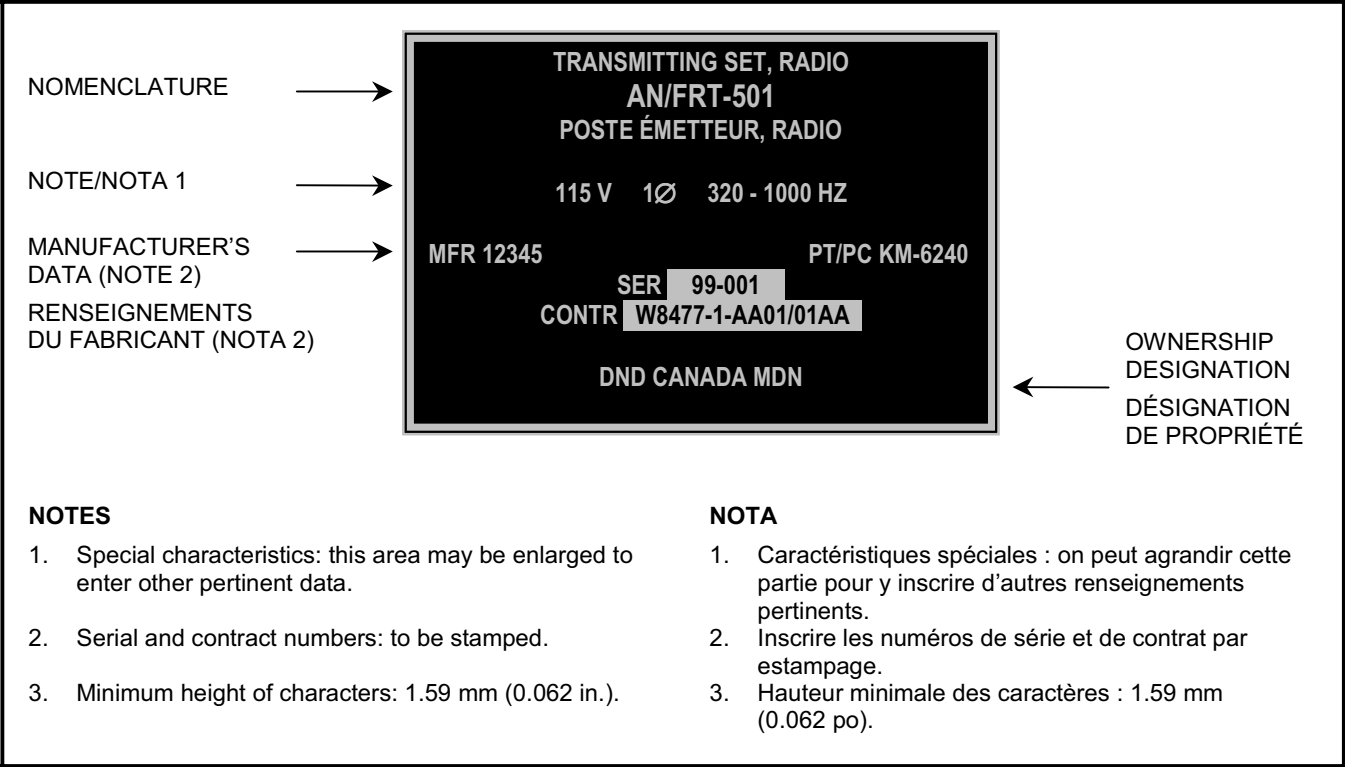 NOMENCLATURE
TRANSMITTING SET, RADIO
AN/FRT-501
POSTE ÉMETTEUR, RADIO
NOTE/NOTA 1
115 V 1∅ 320 - 1000 HZ
MANUFACTURER'S
DATA (NOTE 2)
RENSEIGNEMENTS
DU FABRICANT (NOTA 2)
MFR 12345 PT/PC KM-6240
SER 99-001
CONTR W8477-1-AA01/01AA
DND CANADA MDN
OWNERSHIP
DESIGNATION
DÉSIGNATION
DE PROPRIÉTÉ
NOTES
1. Special characteristics: this area may be enlarged to
enter other pertinent data.
2. Serial and contract numbers: to be stamped.
3. Minimum height of characters: 1.59 mm (0.062 in.).
NOTA
1. Caractéristiques spéciales : on peut agrandir cette
partie pour y inscrire d'autres renseignements
pertinents.
2. Inscrire les numéros de série et de contrat par
estampage.
3. Hauteur minimale des caractères : 1.59 mm
(0.062 po).